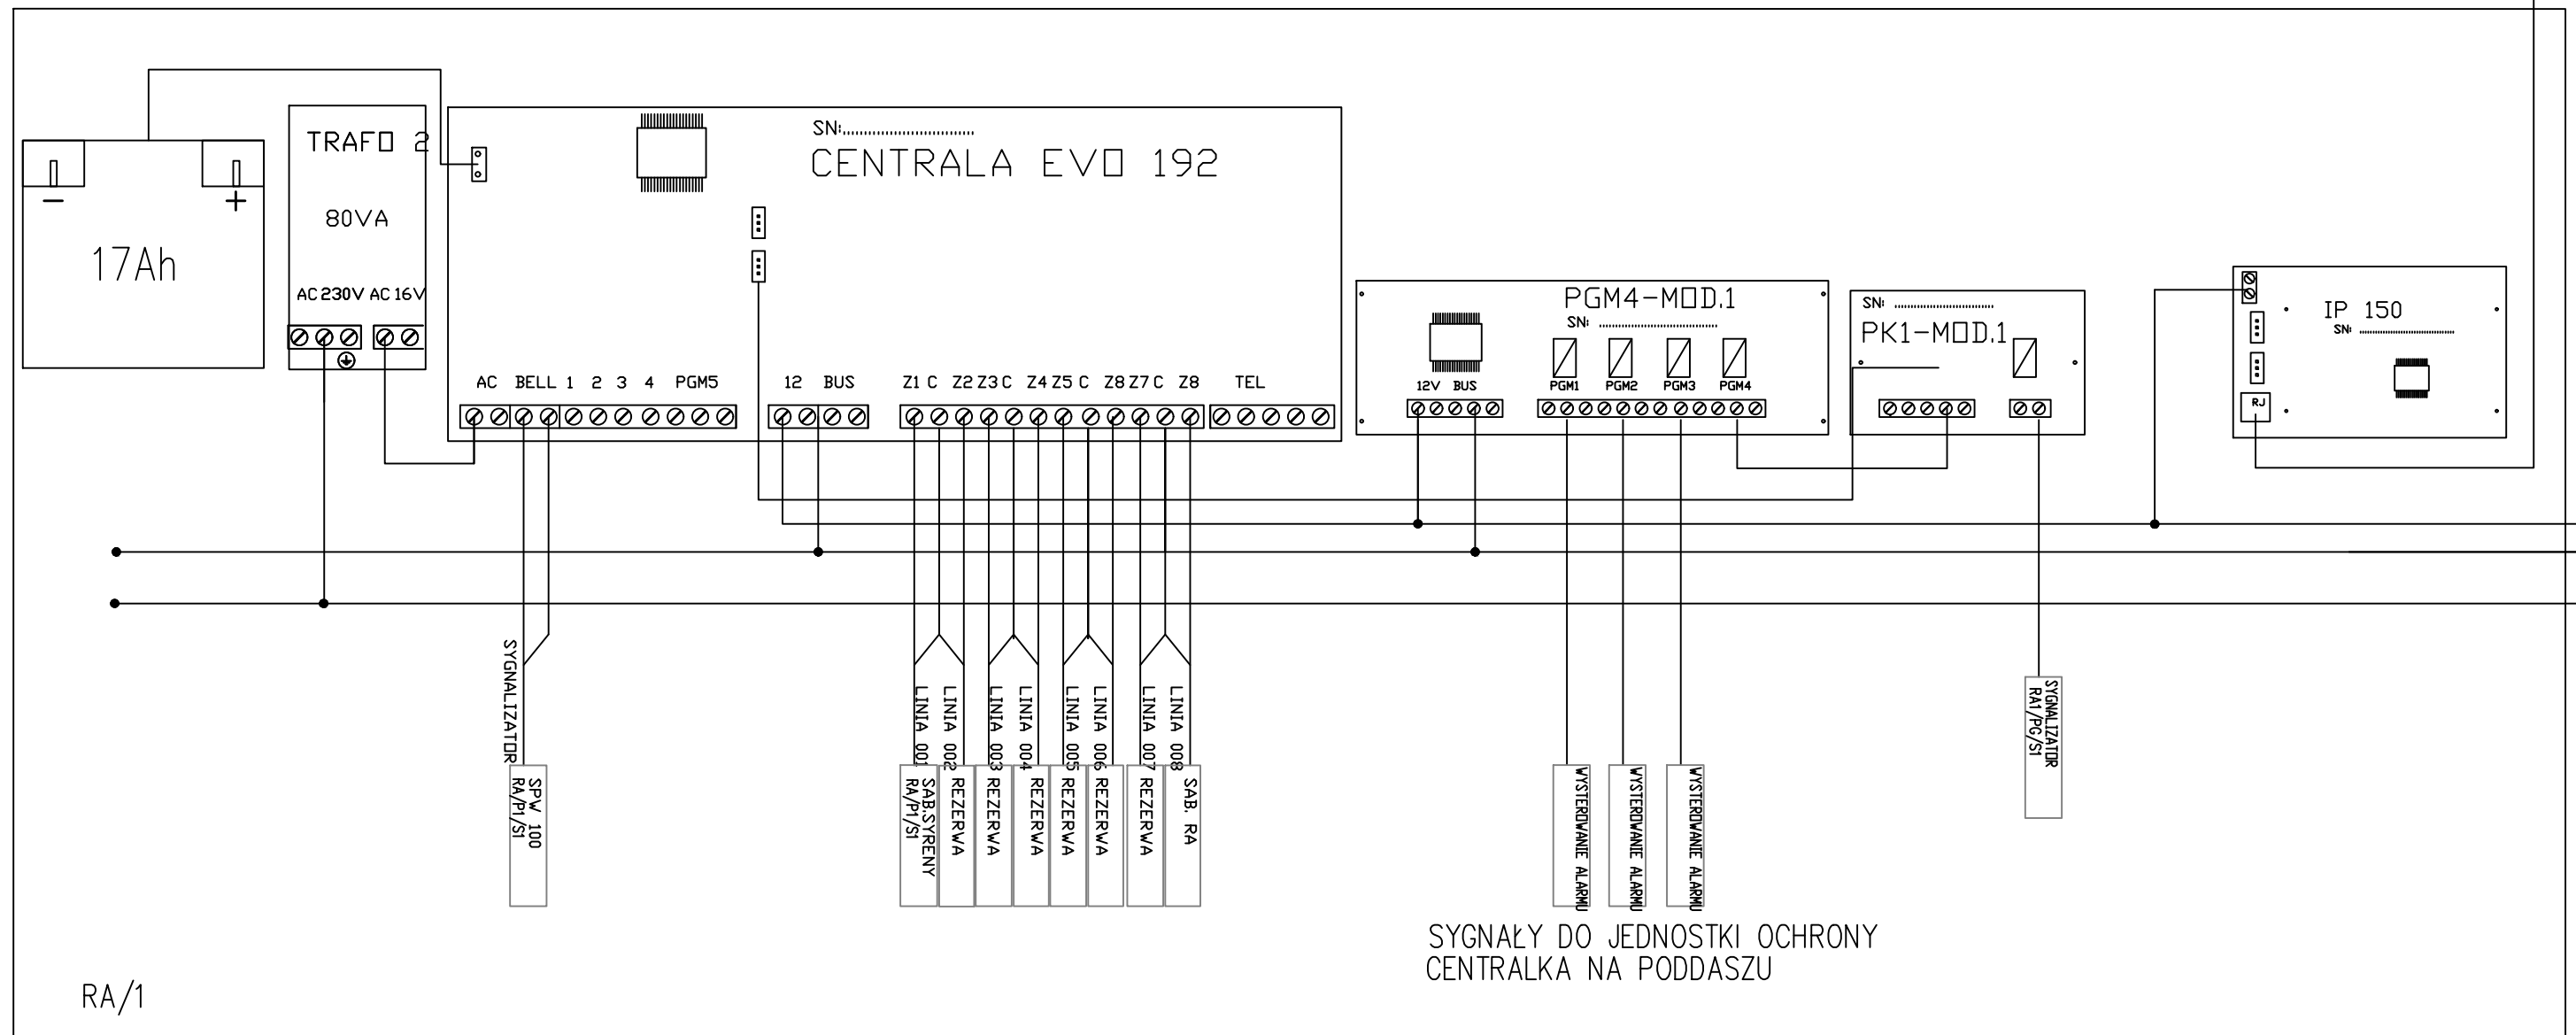 17Ah
TRAFO 2
80VA
AC 230V AC 16V
SN:
CENTRALA EVO 192
AC BELL 1 2 3 4 PGM5
12 BUS
Z1 C Z2 Z3 C Z4 Z5 C Z8 Z7 C Z8
TEL
PGM4-MOD.1
SN:
PGM1 PGM2 PGM3 PGM4
12V BUS
SN:
PK1-MOD.1
IP 150
SN:
RJ
SYGNALIZATOR
SPW 100
RA/P1/S1
LINIA 001
LINIA 002
LINIA 003
LINIA 004
LINIA 005
LINIA 006
LINIA 007
LINIA 008
SAB.SYRENY
RA/P1/S1
REZERWA
REZERWA
REZERWA
REZERWA
REZERWA
REZERWA
SAB. RA
WYSTEROWANIE ALARMU
WYSTEROWANIE ALARMU
WYSTEROWANIE ALARMU
SYGNALIZATOR
RA1/PG/S1
SYGNAŁY DO JEDNOSTKI OCHRONY
CENTRALKA NA PODDASZU
RA/1